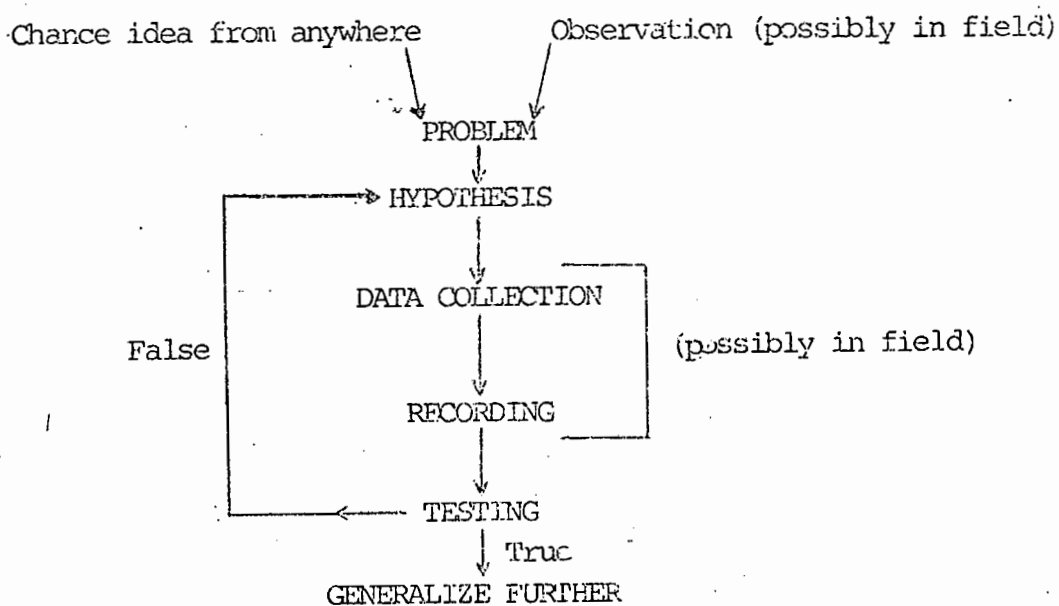 Chance idea from anywhere Observation (possibly in field)
PROBLEM
HYPOTHESIS
DATA COLLECTION
False (possibly in field)
RECORDING
TESTING
True
GENERALIZE FURTHER